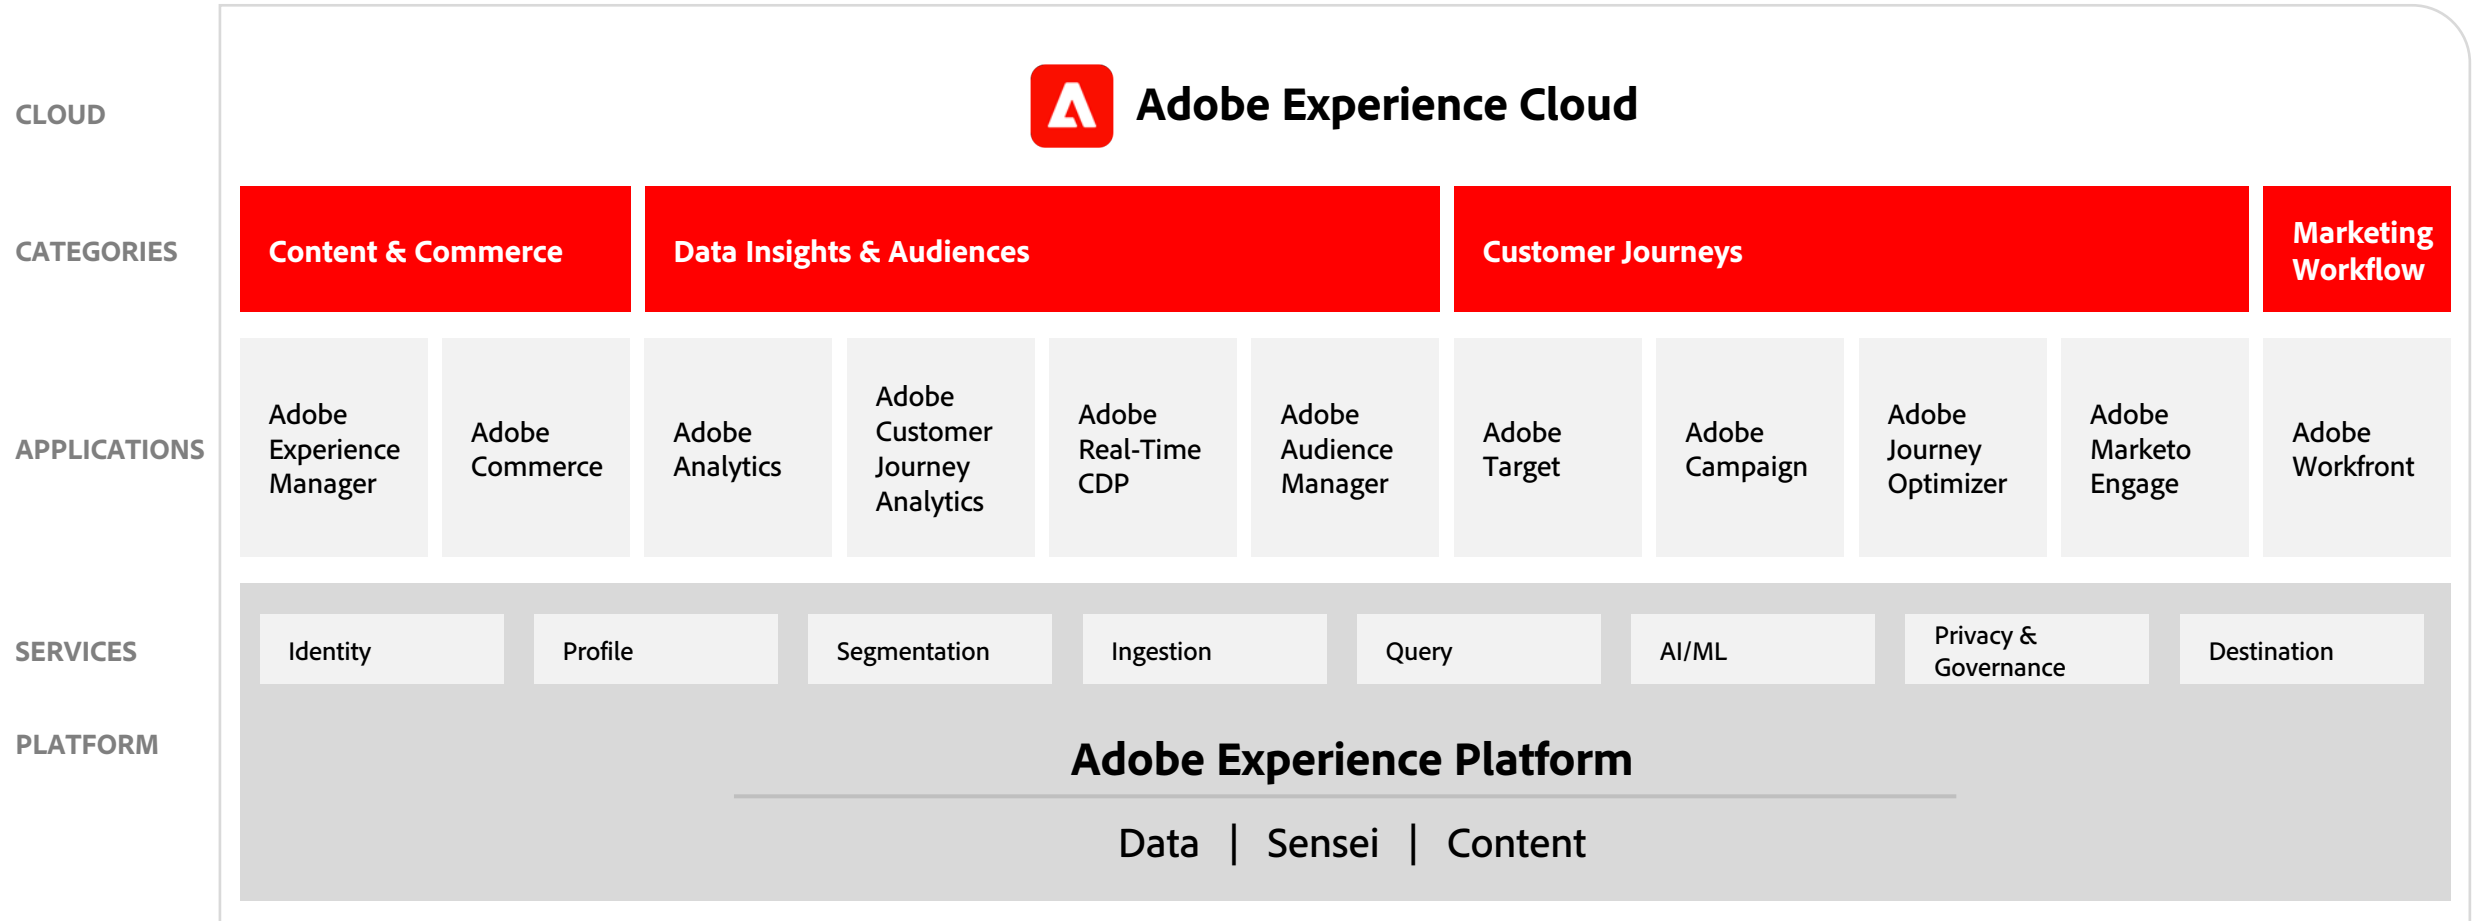 CLOUD
Adobe Experience Cloud
CATEGORIES
Content & Commerce
Data Insights & Audiences
Customer Journeys
Marketing
Workflow
APPLICATIONS
Adobe
Experience
Manager
Adobe
Commerce
Adobe
Analytics
Adobe
Customer
Journey
Analytics
Adobe
Real-Time
CDP
Adobe
Audience
Manager
Adobe
Target
Adobe
Campaign
Adobe
Journey
Optimizer
Adobe
Marketo
Engage
Adobe
Workfront
SERVICES
Identity
Profile
Segmentation
Ingestion
Query
AI/ML
Privacy &
Governance
Destination
PLATFORM
Adobe Experience Platform
Data | Sensei | Content